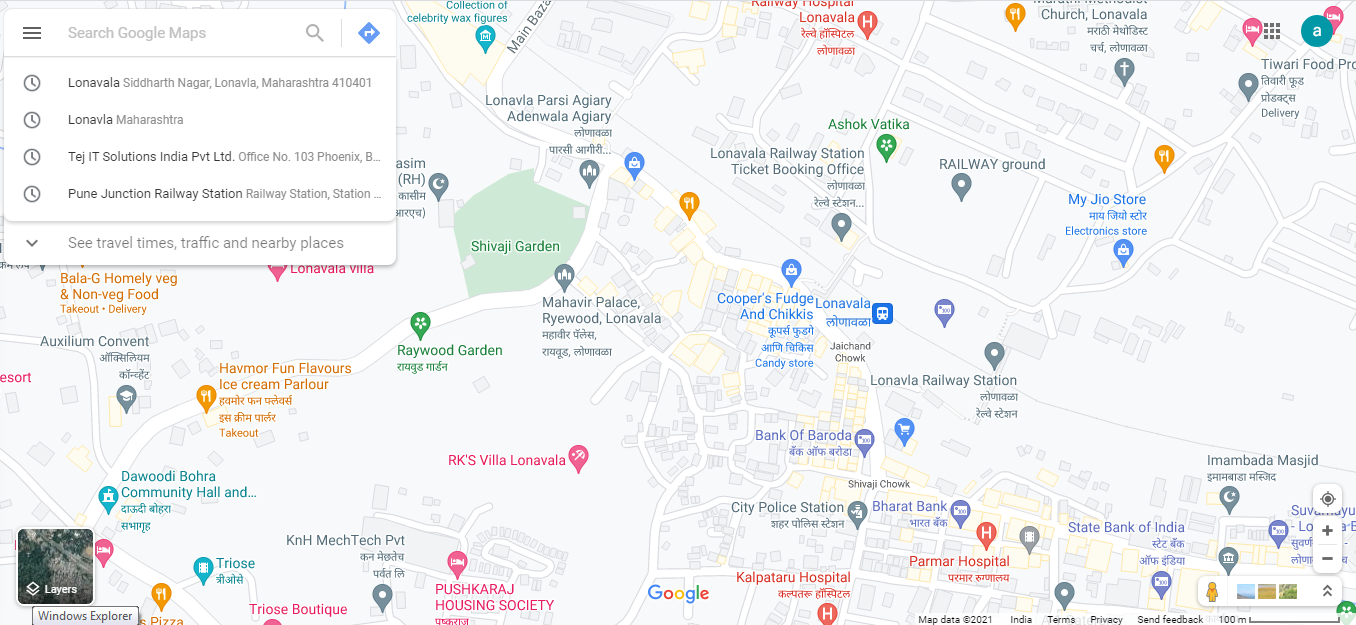 Search Google Maps
Lonavala Siddharth Nagar, Lonavla, Maharashtra 410401
Lonavla Maharashtra
Tej IT Solutions India Pvt Ltd. Office No. 103 Phoenix, B...
Pune Junction Railway Station Railway Station, Station ...
See travel times, traffic and nearby places
Collection of
celebrity wax figures
Main Baza
Railway Hospital
Lonavala
रेल्वे हॉस्पिटल
लोणावळा
Church, Lonavala
मराठी मेथोडिस्ट
चर्च, लोणावळा
a
Tiwari Food Pro
तिवारी फूड
प्रोडक्ट्स
Delivery
Lonavla Parsi Agiary
Adenwala Agiary
लोणावळा
पारसी आगीरी...
Ashok Vatika
Lonavala Railway Station
Ticket Booking Office
लोणावळा
रेल्वे स्टेशन...
RAILWAY ground
My Jio Store
माय जियो स्टोर
Electronics store
asim
(RH)
कासीम
आरएच)
Shivaji Garden
Lonavala villa
Bala-G Homely veg
& Non-veg Food
Takeout • Delivery
Mahavir Palace,
Ryewood, Lonavala
महावीर पॅलेस,
रायवूड, लोणावळा
Cooper's Fudge
And Chikkis
कूपर्स फुडगे
आणि चिकिस
Candy store
Lonavala
लोणावळा
Jaichand
Chowk
Auxilium Convent
ऑक्सिलियम
कॉन्व्हेंट
Raywood Garden
रायवुड गार्डन
esort
Havmor Fun Flavours
Ice cream Parlour
हवमोर फन फ्लेवर्स
इस क्रीम पार्लर
Takeout
Lonavla Railway Station
लोणावळा
रेल्वे स्टेशन
Bank Of Baroda
बॅंक ऑफ बरोडा
RK'S Villa Lonavala
Shivaji Chowk
Imambada Masjid
इमामबाडा मस्जिद
Dawoodi Bohra
Community Hall and...
दाऊदी बोहरा
सभागृह
City Police Station
शहर पोलिस स्टेशन
Bharat Bank
भारत बँक
State Bank of India
स्टेट बँक
ऑफ इंडिया
KnH MechTech Pvt
कन मेछतेच
पर्वत लि
Parmar Hospital
परमार रुग्णालय
Triose
त्रीओसे
PUSHKARAJ
HOUSING SOCIETY
पुष्कराज
Kalpataru Hospital
कल्पतरू हॉस्पिटल
Triose Boutique
Layers
Windows Explorer
s Pizza
Google
Map data ©2021 India Terms Privacy Send feedback 100 m